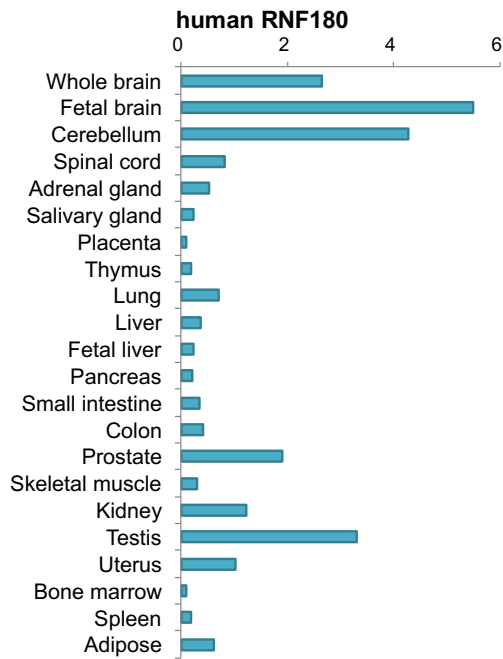 human RNF180
0 2 4 6
Whole brain
Fetal brain
Cerebellum
Spinal cord
Adrenal gland
Salivary gland
Placenta
Thymus
Lung
Liver
Fetal liver
Pancreas
Small intestine
Colon
Prostate
Skeletal muscle
Kidney
Testis
Uterus
Bone marrow
Spleen
Adipose